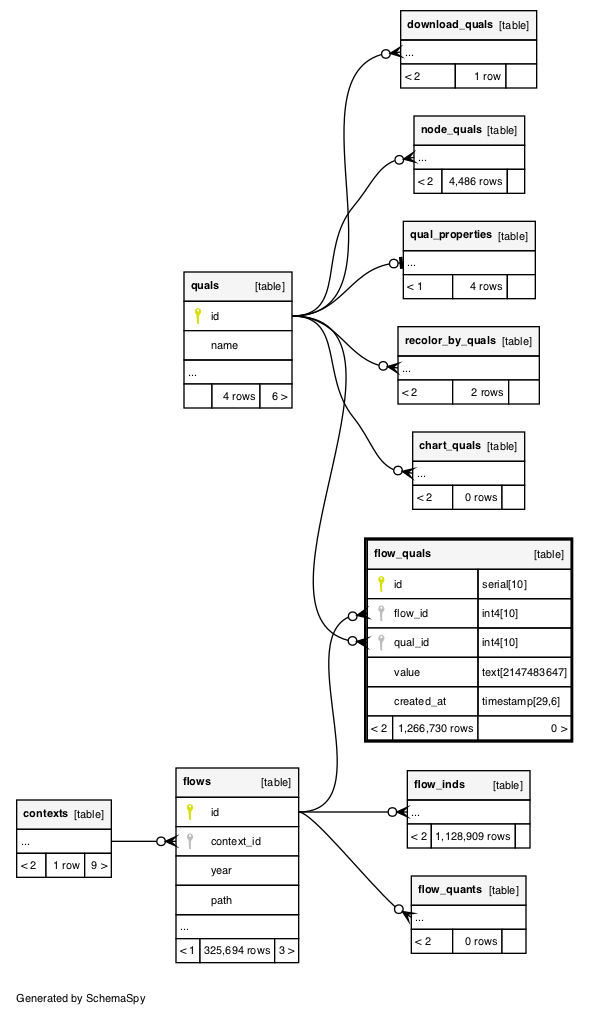 download_quals [table]
...
< 2 1 row
node_quals [table]
...
< 2 4,486 rows
qual_properties [table]
...
< 1 4 rows
quals [table]
id
name
...
4 rows 6 >
recolor_by_quals [table]
...
< 2 2 rows
chart_quals [table]
...
< 2 0 rows
flow_quals [table]
id serial[10]
flow_id int4[10]
qual_id int4[10]
value text[2147483647]
created_at timestamp[29,6]
< 2 1,266,730 rows 0 >
flows [table]
id
context_id
year
path
...
< 1 325,694 rows 3 >
contexts [table]
...
< 2 1 row 9 >
flow_inds [table]
...
< 2 1,128,909 rows
flow_quants [table]
...
< 2 0 rows
Generated by SchemaSpy